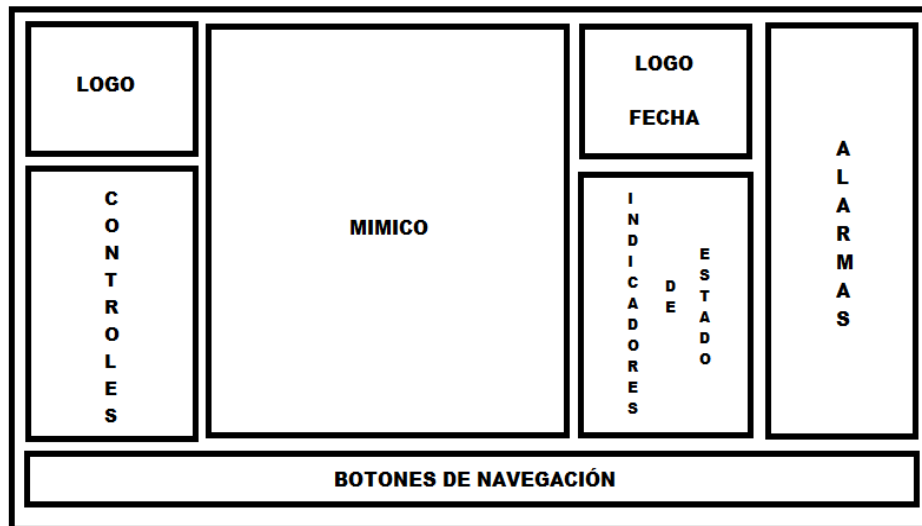 LOGO
CONTROLES
MIMICO
LOGO
FECHA
INDICADORES
DE
ESTADO
ALARMAS
BOTONES DE NAVEGACIÓN